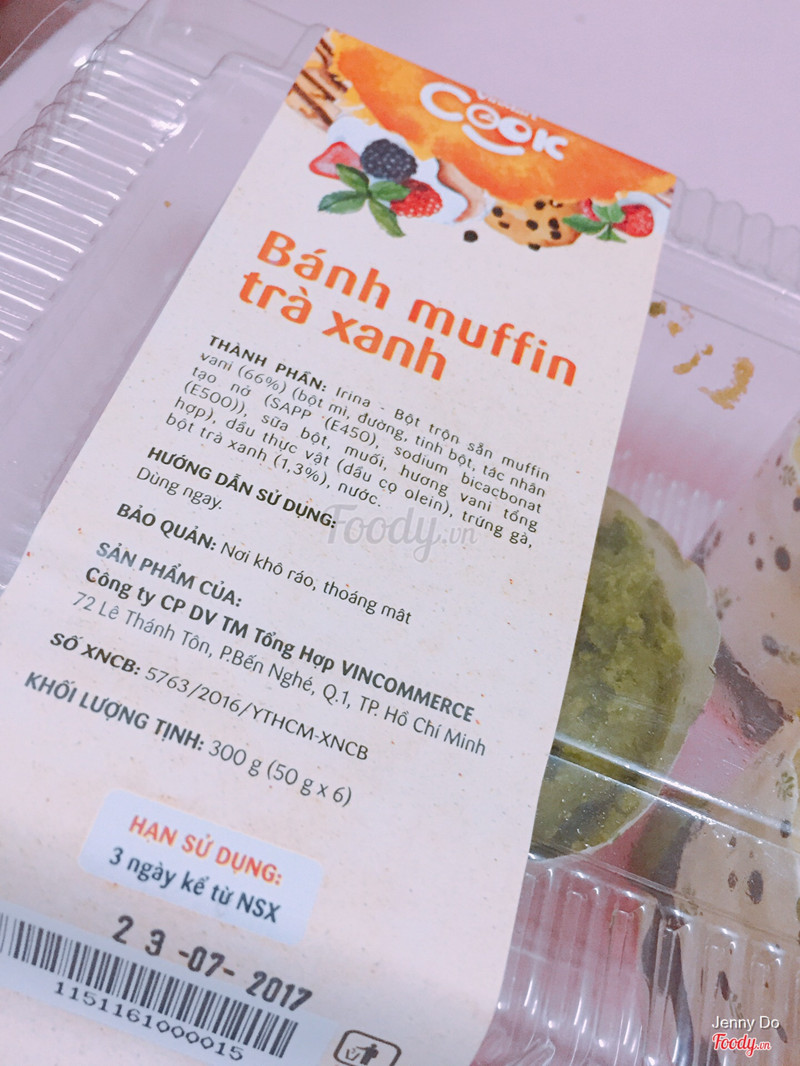 COOK
Bánh muffin
trà xanh
THÀNH PHẦN: Irina - Bột trộn sẵn muffin
vani (66%) (bột mì, đường, tinh bột, tác nhân
tạo nở (SAPP (E450), sodium bicacbonat
(E500)), sữa bột, muối, hương vani tổng
hợp), dầu thực vật (dầu cọ olein), trứng gà,
bột trà xanh (1,3%), nước.
HƯỚNG DẪN SỬ DỤNG:
Dùng ngay.
BẢO QUẢN: Nơi khô ráo, thoáng mát
SẢN PHẨM CỦA:
Công ty CP DV TM Tổng Hợp VINCOMMERCE
72 Lê Thánh Tôn, P.Bến Nghé, Q.1, TP. Hồ Chí Minh
SỐ XNCB: 5763/2016/YTHCM-XNCB
KHỐI LƯỢNG TỊNH: 300 g (50 g x 6)
HẠN SỬ DỤNG:
3 ngày kể từ NSX
23-07-2017
1151161000015
Foody.vn
Jenny Do
Foody.vn